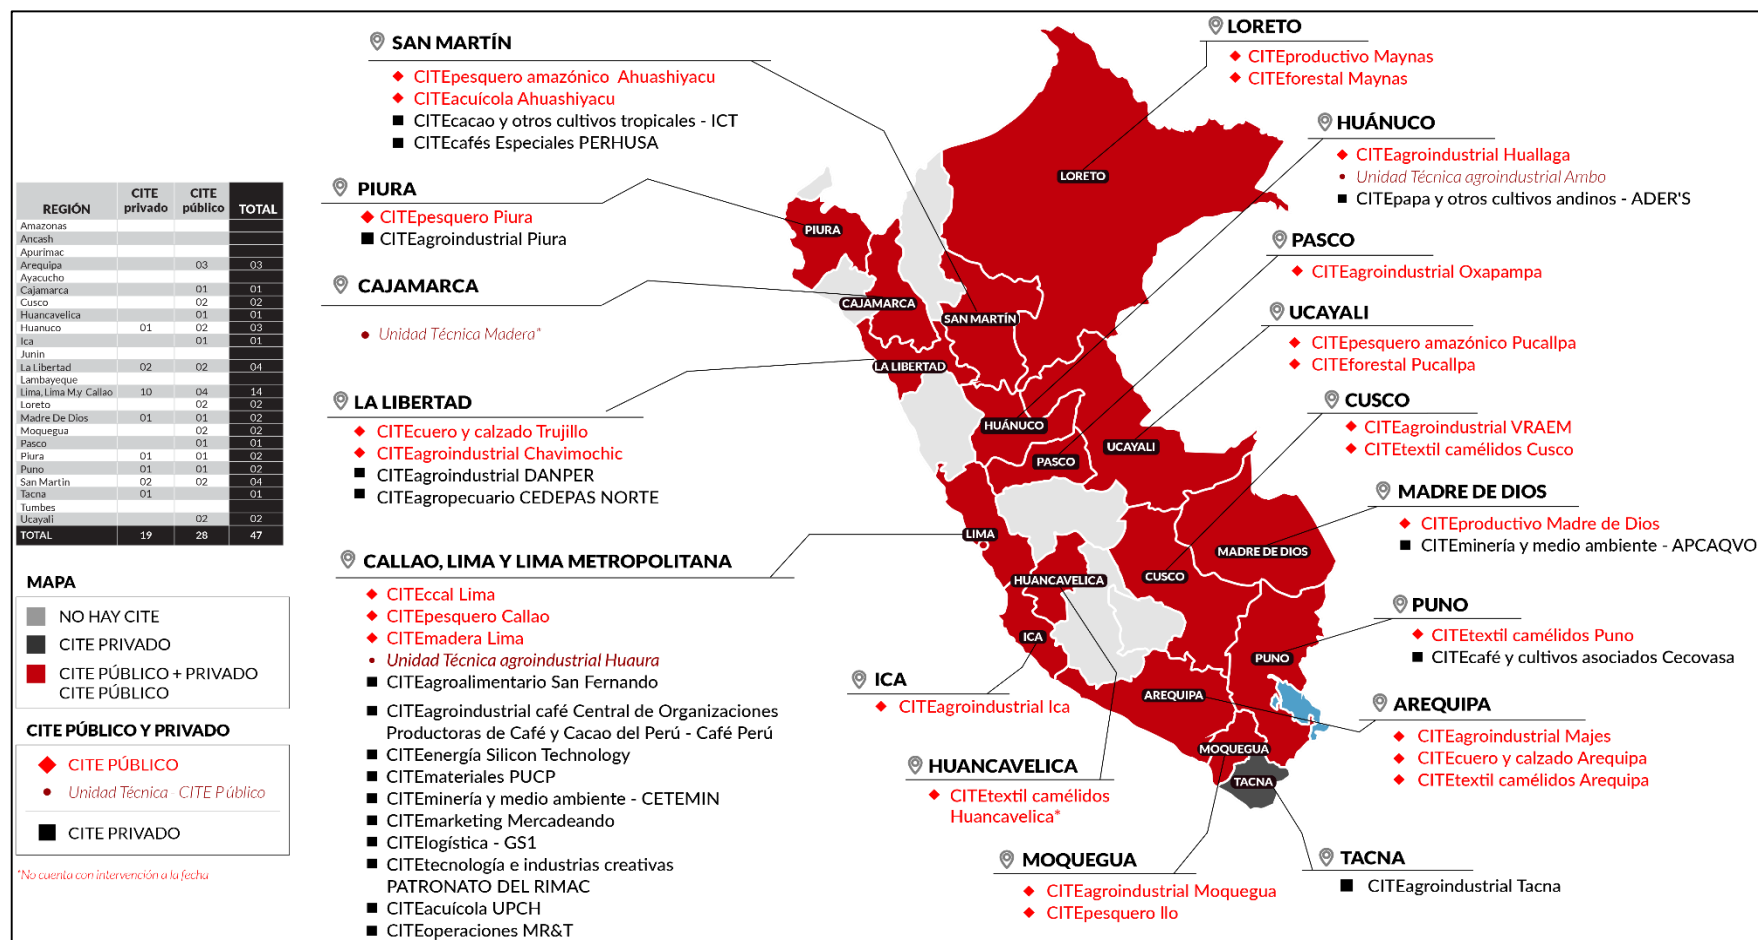 SAN MARTÍN
CITEpesquero amazónico Ahuashiyacu
CITEacuícola Ahuashiyacu
CITEcacao y otros cultivos tropicales - ICT
CITEcafés Especiales PERHUSA
PIURA
CITEpesquero Piura
CITEagroindustrial Piura
CAJAMARCA
Unidad Técnica Madera*
LA LIBERTAD
CITEcuero y calzado Trujillo
CITEagroindustrial Chavimochic
CITEagroindustrial DANPER
CITEagropecuario CEDEPAS NORTE
CALLAO, LIMA Y LIMA METROPOLITANA
CITEccal Lima
CITEpesquero Callao
CITEmadera Lima
Unidad Técnica agroindustrial Huaura
CITEagroalimentario San Fernando
CITEagroindustrial café Central de Organizaciones
Productoras de Café y Cacao del Perú - Café Perú
CITEenergía Silicon Technology
CITEmateriales PUCP
CITEminería y medio ambiente - CETEMIN
CITEmarketing Mercadeando
CITElogística - GS1
CITEtecnología e industrias creativas
PATRONATO DEL RIMAC
CITEacuícola UPCH
CITEoperaciones MR&T
REGIÓN CITE privado CITE público TOTAL
Amazonas
Ancash
Apurimac
Arequipa 03 03
Ayacucho
Cajamarca 01 01
Cusco 02 02
Huancavelica 01 01
Huanuco 01 02 03
Ica 01 01
Junin
La Libertad 02 02 04
Lambayeque
Lima, Lima M.y Callao 10 04 14
Loreto 02 02
Madre De Dios 01 01 02
Moquegua 02 02
Pasco 01 01
Piura 01 01 02
Puno 01 01 02
San Martin 02 02 04
Tacna 01 01
Tumbes
Ucayali 02 02
TOTAL 19 28 47
MAPA
NO HAY CITE
CITE PRIVADO
CITE PÚBLICO + PRIVADO
CITE PÚBLICO
CITE PÚBLICO Y PRIVADO
CITE PÚBLICO
Unidad Técnica - CITE Público
CITE PRIVADO
*No cuenta con intervención a la fecha
LORETO
PIURA
CAJAMARCA
SAN MARTÍN
LA LIBERTAD
HUÁNUCO
UCAYALI
PASCO
LIMA
MADRE DE DIOS
HUANCAVELICA
CUSCO
ICA
PUNO
AREQUIPA
MOQUEGUA
TACNA
LORETO
CITEproductivo Maynas
CITEforestal Maynas
HUÁNUCO
CITEagroindustrial Huallaga
Unidad Técnica agroindustrial Ambo
CITEpapa y otros cultivos andinos - ADER'S
PASCO
CITEagroindustrial Oxapampa
UCAYALI
CITEpesquero amazónico Pucallpa
CITEforestal Pucallpa
CUSCO
CITEagroindustrial VRAEM
CITEtextil camélidos Cusco
MADRE DE DIOS
CITEproductivo Madre de Dios
CITEminería y medio ambiente - APCAQVO
PUNO
CITEtextil camélidos Puno
CITEcafé y cultivos asociados Cecovasa
AREQUIPA
CITEagroindustrial Majes
CITEcuero y calzado Arequipa
CITEtextil camélidos Arequipa
ICA
CITEagroindustrial Ica
HUANCAVELICA
CITEtextil camélidos
Huancavelica*
MOQUEGUA
CITEagroindustrial Moquegua
CITEpesquero Ilo
TACNA
CITEagroindustrial Tacna